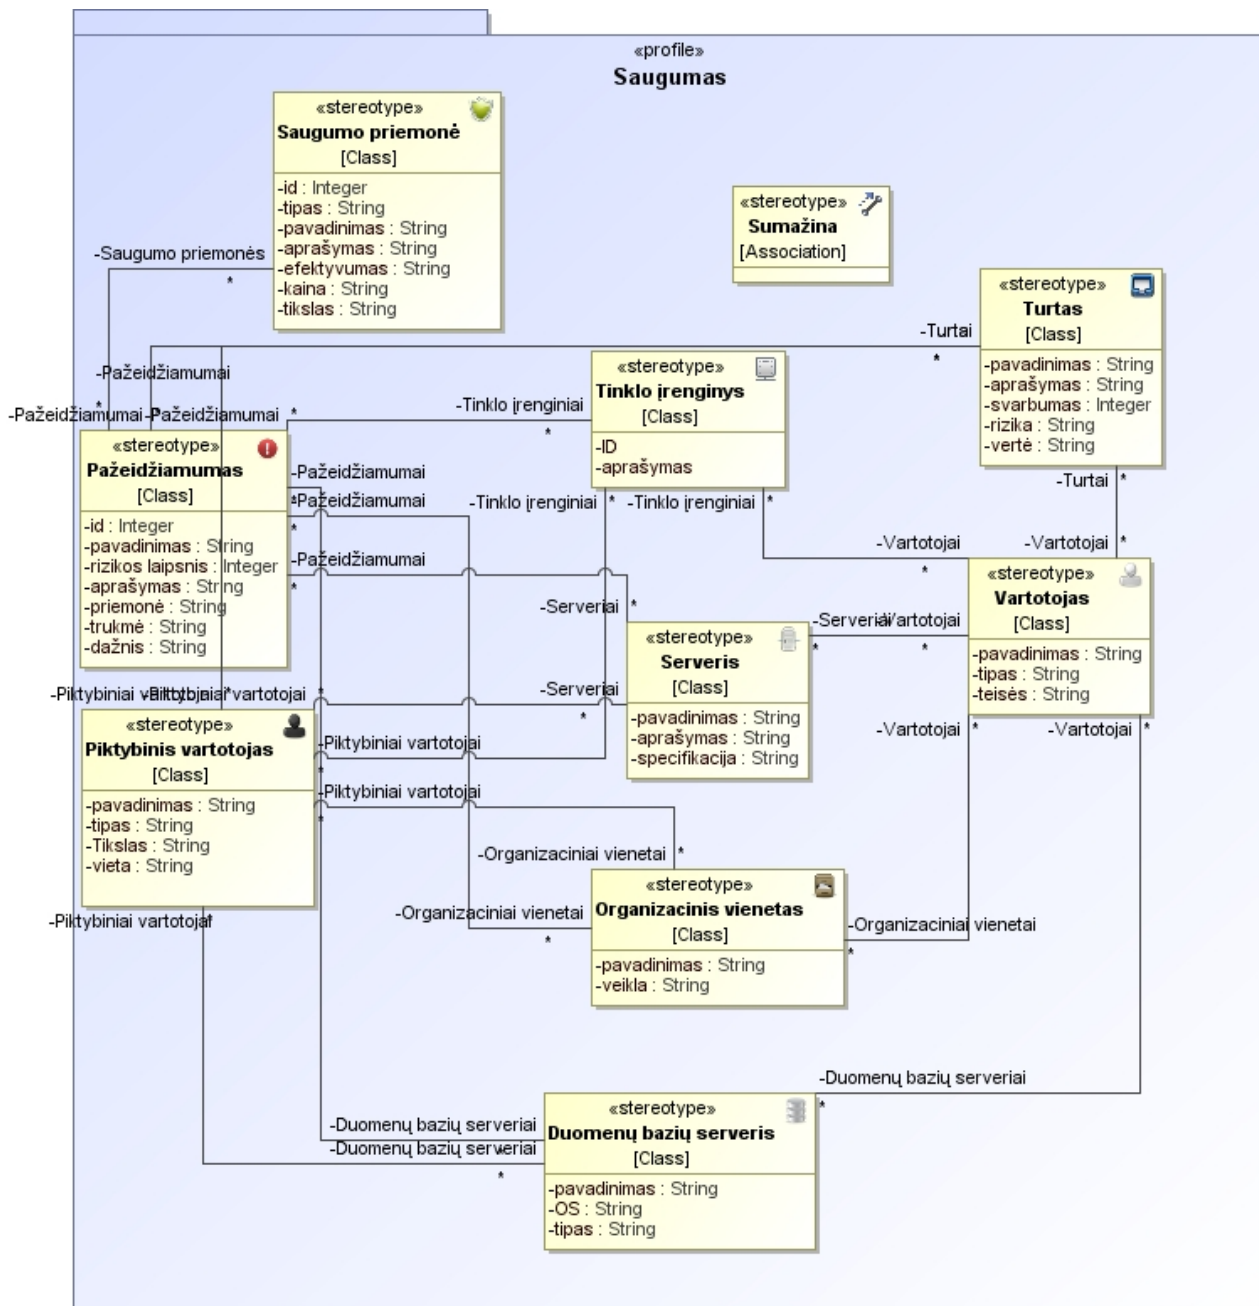 «profile»
Saugumas
«stereotype»
Saugumo priemonė
[Class]
-id : Integer
-tipas : String
-pavadinimas : String
-aprašymas : String
-efektyvumas : String
-kaina : String
-tikslas : String
«stereotype»
Sumažina
[Association]
-Saugumo priemonės
*
«stereotype»
Turtas
[Class]
-pavadinimas : String
-aprašymas : String
-svarbumas : Integer
-rizika : String
-vertė : String
-Turtai
*
«stereotype»
Tinklo įrenginys
[Class]
-ID
-aprašymas
-Pažeidžiamumai
*
-Pažeidžiamumai
*
-Pažeidžiamumai
*
-Tinklo įrenginiai
*
«stereotype»
Pažeidžiamumas
[Class]
-id : Integer
-pavadinimas : String
-rizikos laipsnis : Integer
-aprašymas : String
-priemonė : String
-trukmė : String
-dažnis : String
-Pažeidžiamumai
*
-Pažeidžiamumai
*
-Pažeidžiamumai
*
-Tinklo įrenginiai
*
-Tinklo įrenginiai
*
-Turtai
*
-Vartotojai
*
-Vartotojai
*
«stereotype»
Vartotojas
[Class]
-pavadinimas : String
-tipas : String
-teisės : String
-Serveriai
*
«stereotype»
Serveris
[Class]
-pavadinimas : String
-aprašymas : String
-specifikacija : String
-Serveriai
*
-Vartotojai
*
-Serveriai
*
-Piktybiniai vartotojai
*
-Piktybiniai vartotojai
*
«stereotype»
Piktybinis vartotojas
[Class]
-pavadinimas : String
-tipas : String
-Tikslas : String
-vieta : String
-Piktybiniai vartotojai
*
-Piktybiniai vartotojai
*
-Vartotojai
*
-Vartotojai
*
-Organizaciniai vienetai
*
«stereotype»
Organizacinis vienetas
[Class]
-pavadinimas : String
-veikla : String
-Organizaciniai vienetai
*
-Organizaciniai vienetai
*
-Piktybiniai vartotojai
*
-Duomenų bazių serveriai
*
«stereotype»
Duomenų bazių serveris
[Class]
-pavadinimas : String
-OS : String
-tipas : String
-Duomenų bazių serveriai
*
-Duomenų bazių serveriai
*